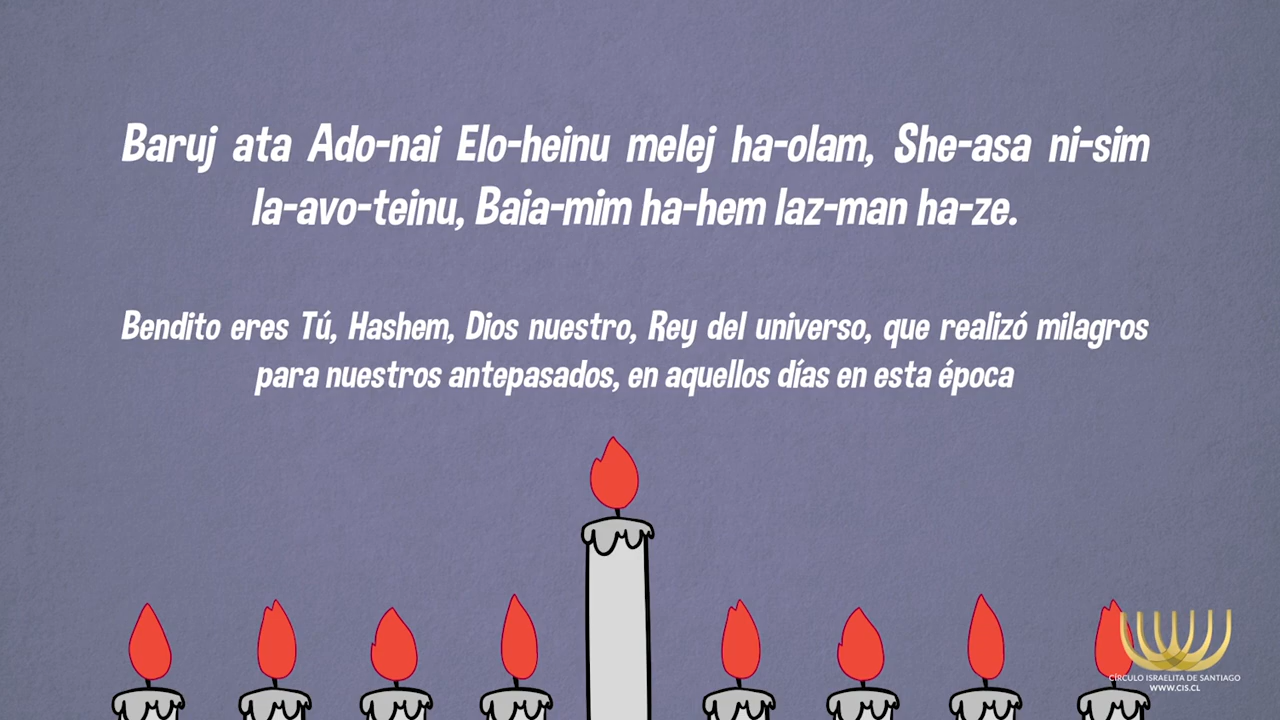 Baruj ata Ado-nai Elo-heinu melej ha-olam, She-asa ni-sim
la-avo-teinu, Baia-mim ha-hem laz-man ha-ze.
Bendito eres Tú, Hashem, Dios nuestro, Rey del universo, que realizó milagros
para nuestros antepasados, en aquellos días en esta época
CÍRCULO ISRAELITA DE SANTIAGO
WWW.CIS.CL